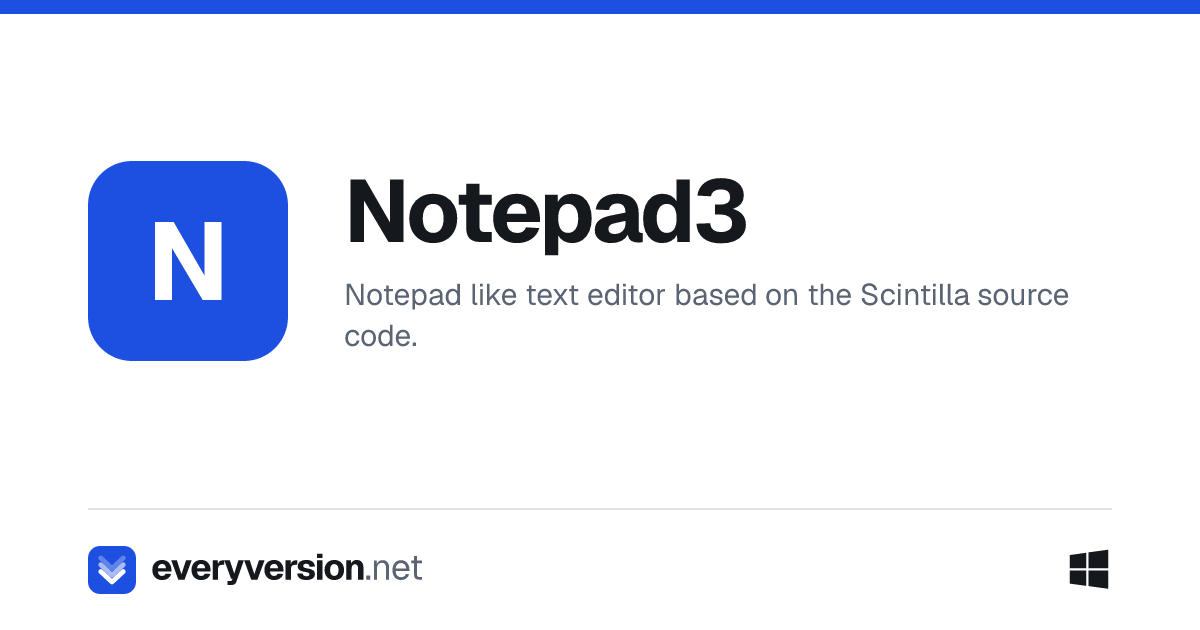 N
Notepad3
Notepad like text editor based on the Scintilla source
code.
everyversion.net